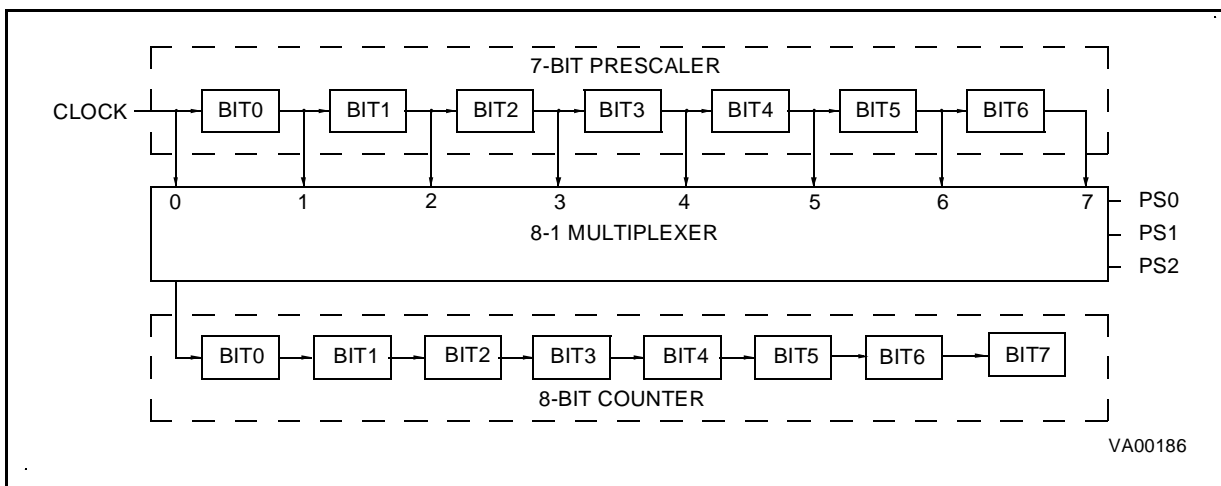 7-BIT PRESCALER
CLOCK BIT0 BIT1 BIT2 BIT3 BIT4 BIT5 BIT6
0 1 2 3 4 5 6 7 PS0
8-1 MULTIPLEXER PS1
PS2
BIT0 BIT1 BIT2 BIT3 BIT4 BIT5 BIT6 BIT7
8-BIT COUNTER
VA00186